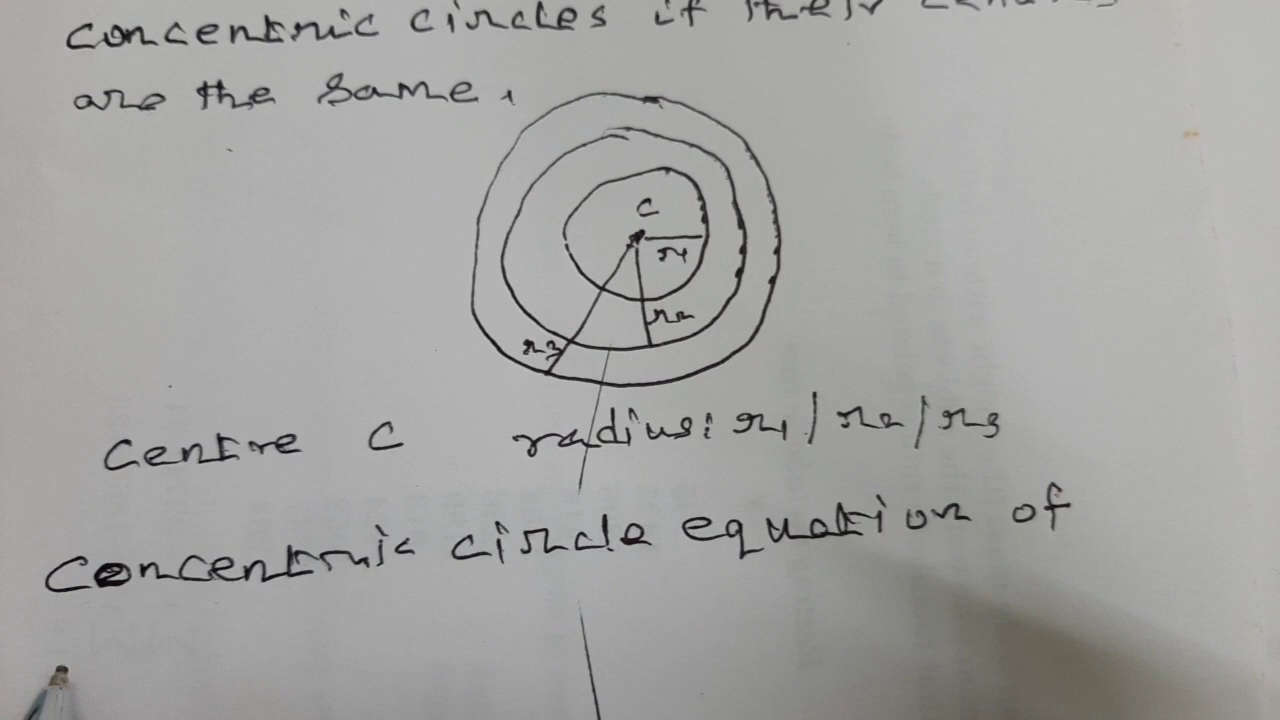 concentric circles if their
are the same.
C
r1
r2
r3
Centre C radius: r1/r2/r3
Concentric circle equation of